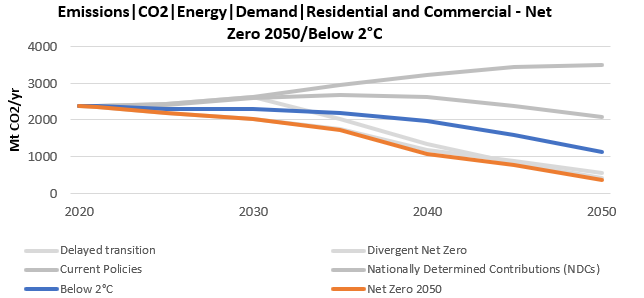 Emissions|CO2|Energy|Demand|Residential and Commercial - Net
Zero 2050/Below 2°C
Mt CO2/yr
4000
3000
2000
1000
0
2020
2030
2040
2050
Delayed transition
Divergent Net Zero
Current Policies
Nationally Determined Contributions (NDCs)
Below 2°C
Net Zero 2050